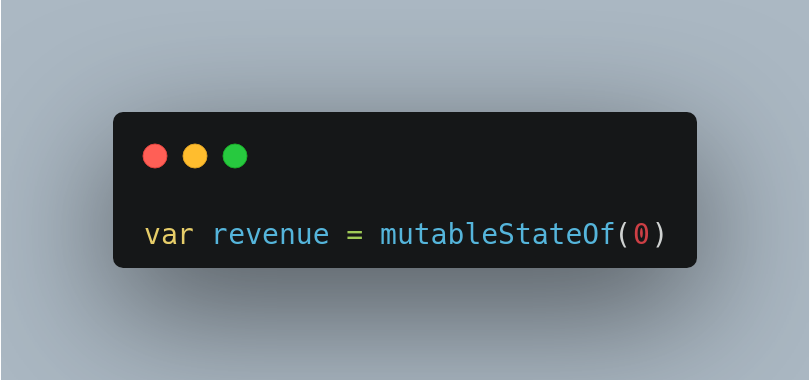 var revenue = mutableStateOf(0)